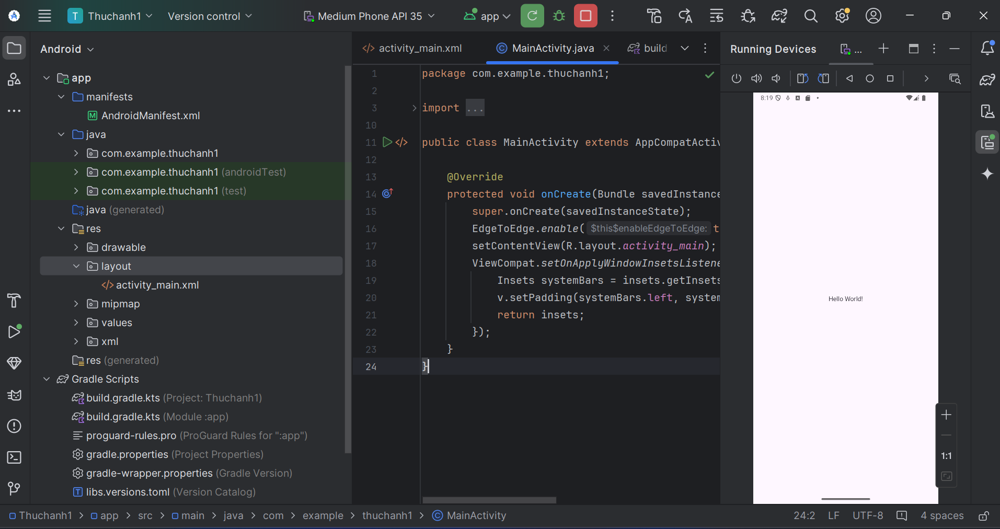 T Thuchanh1
Version control
Medium Phone API 35
app
Android
app
manifests
AndroidManifest.xml
java
com.example.thuchanh1
com.example.thuchanh1 (androidTest)
com.example.thuchanh1 (test)
java (generated)
res
drawable
layout
activity_main.xml
mipmap
values
xml
res (generated)
Gradle Scripts
build.gradle.kts (Project: Thuchanh1)
build.gradle.kts (Module :app)
proguard-rules.pro (ProGuard Rules for ":app")
gradle.properties (Project Properties)
gradle-wrapper.properties (Gradle Version)
libs.versions.toml (Version Catalog)
activity_main.xml
MainActivity.java
build
1 package com.example.thuchanh1;
2
3 import ...
10
11 public class MainActivity extends AppCompatActiv
12
13 @Override
14 protected void onCreate(Bundle savedInstance
15 super.onCreate(savedInstanceState);
16 EdgeToEdge.enable( $this$enableEdgeToEdge: t
17 setContentView(R.layout.activity_main);
18 ViewCompat.setOnApplyWindowInsetsListene
19 Insets systemBars = insets.getInsets
20 v.setPadding(systemBars.left, system
21 return insets;
22 });
23 }
24 }
Running Devices
...
8:19
Hello World!
1:1
Thuchanh1 > app > src > main > java > com > example > thuchanh1 > MainActivity
24:2 LF UTF-8 4 spaces